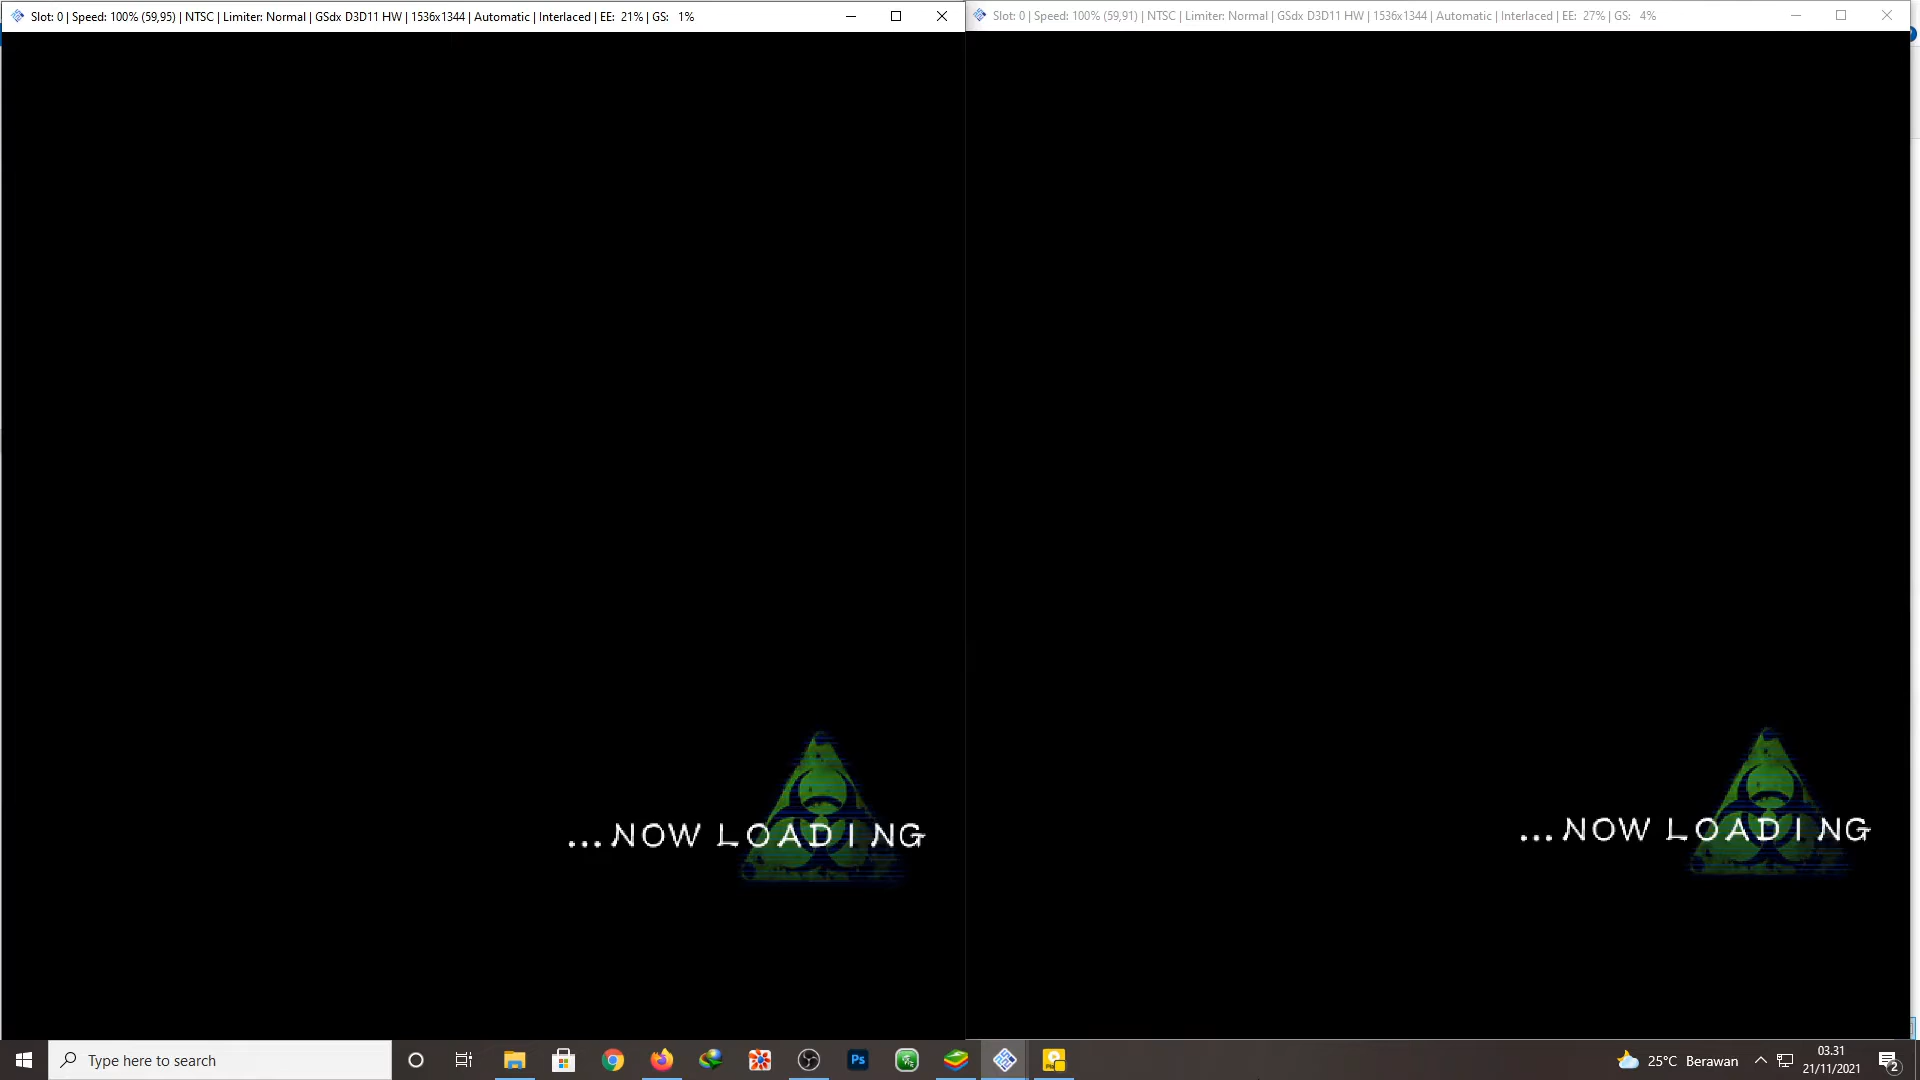 Slot: 0 | Speed: 100% (59,95) | NTSC | Limiter: Normal | GSdx D3D11 HW | 1536x1344 | Automatic | Interlaced | EE: 21% | GS: 1%
Slot: 0 | Speed: 100% (59,91) | NTSC | Limiter: Normal | GSdx D3D11 HW | 1536x1344 | Automatic | Interlaced | EE: 27% | GS: 4%
...NOW LOADING
...NOW LOADING
Type here to search
Ps
25°C Berawan
03.31
21/11/2021
2